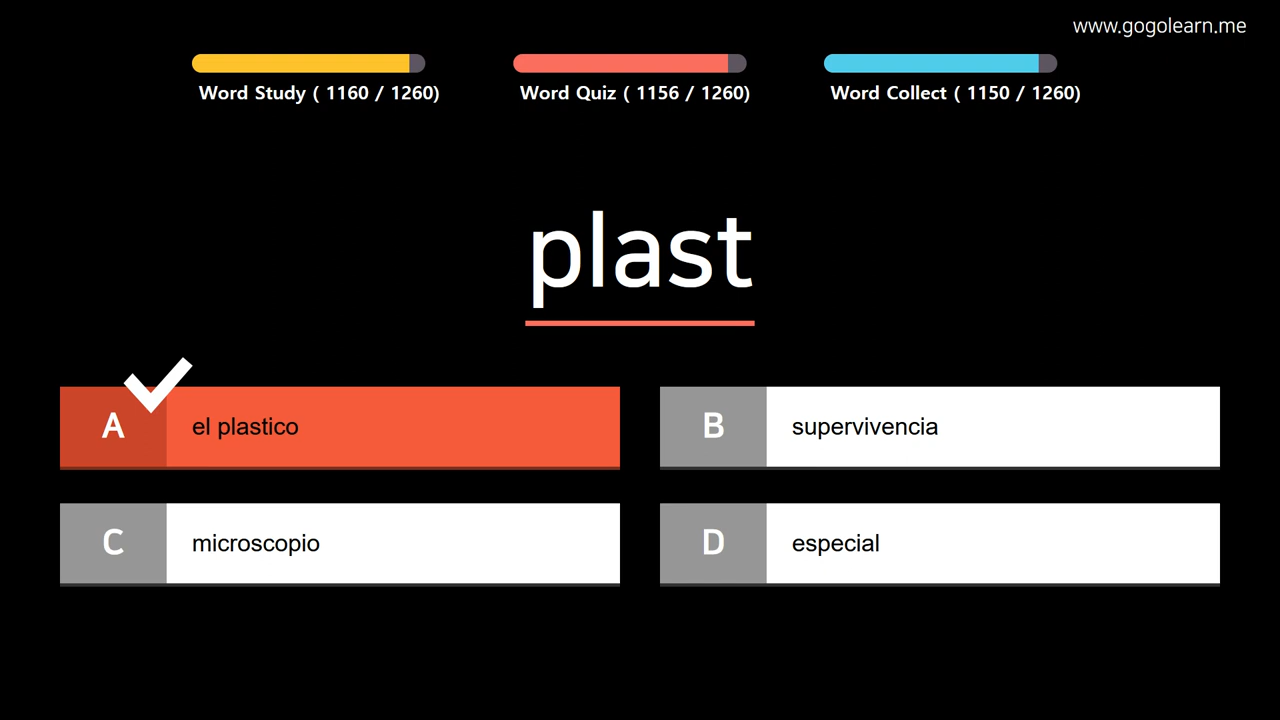 www.gogolearn.me
Word Study ( 1160 / 1260)
Word Quiz ( 1156 / 1260)
Word Collect ( 1150 / 1260)
plast
A el plastico
B supervivencia
C microscopio
D especial